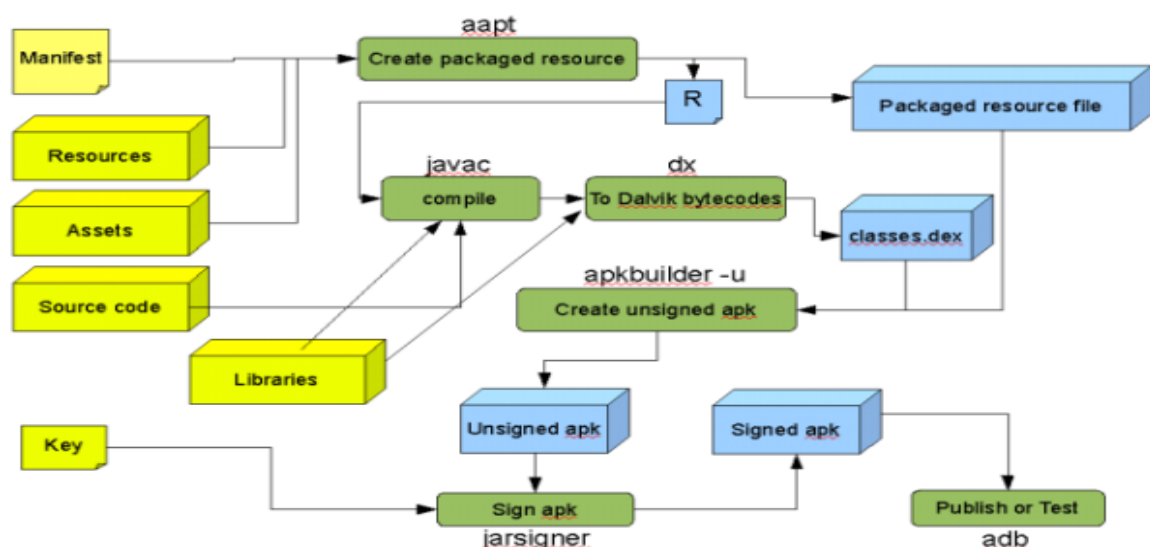 aapt
Manifest
Create packaged resource
R
Packaged resource file
Resources
javac
dx
compile
To Dalvik bytecodes
Assets
classes.dex
apkbuilder -u
Source code
Create unsigned apk
Libraries
Unsigned apk
Signed apk
Key
Sign apk
Publish or Test
jarsigner
adb